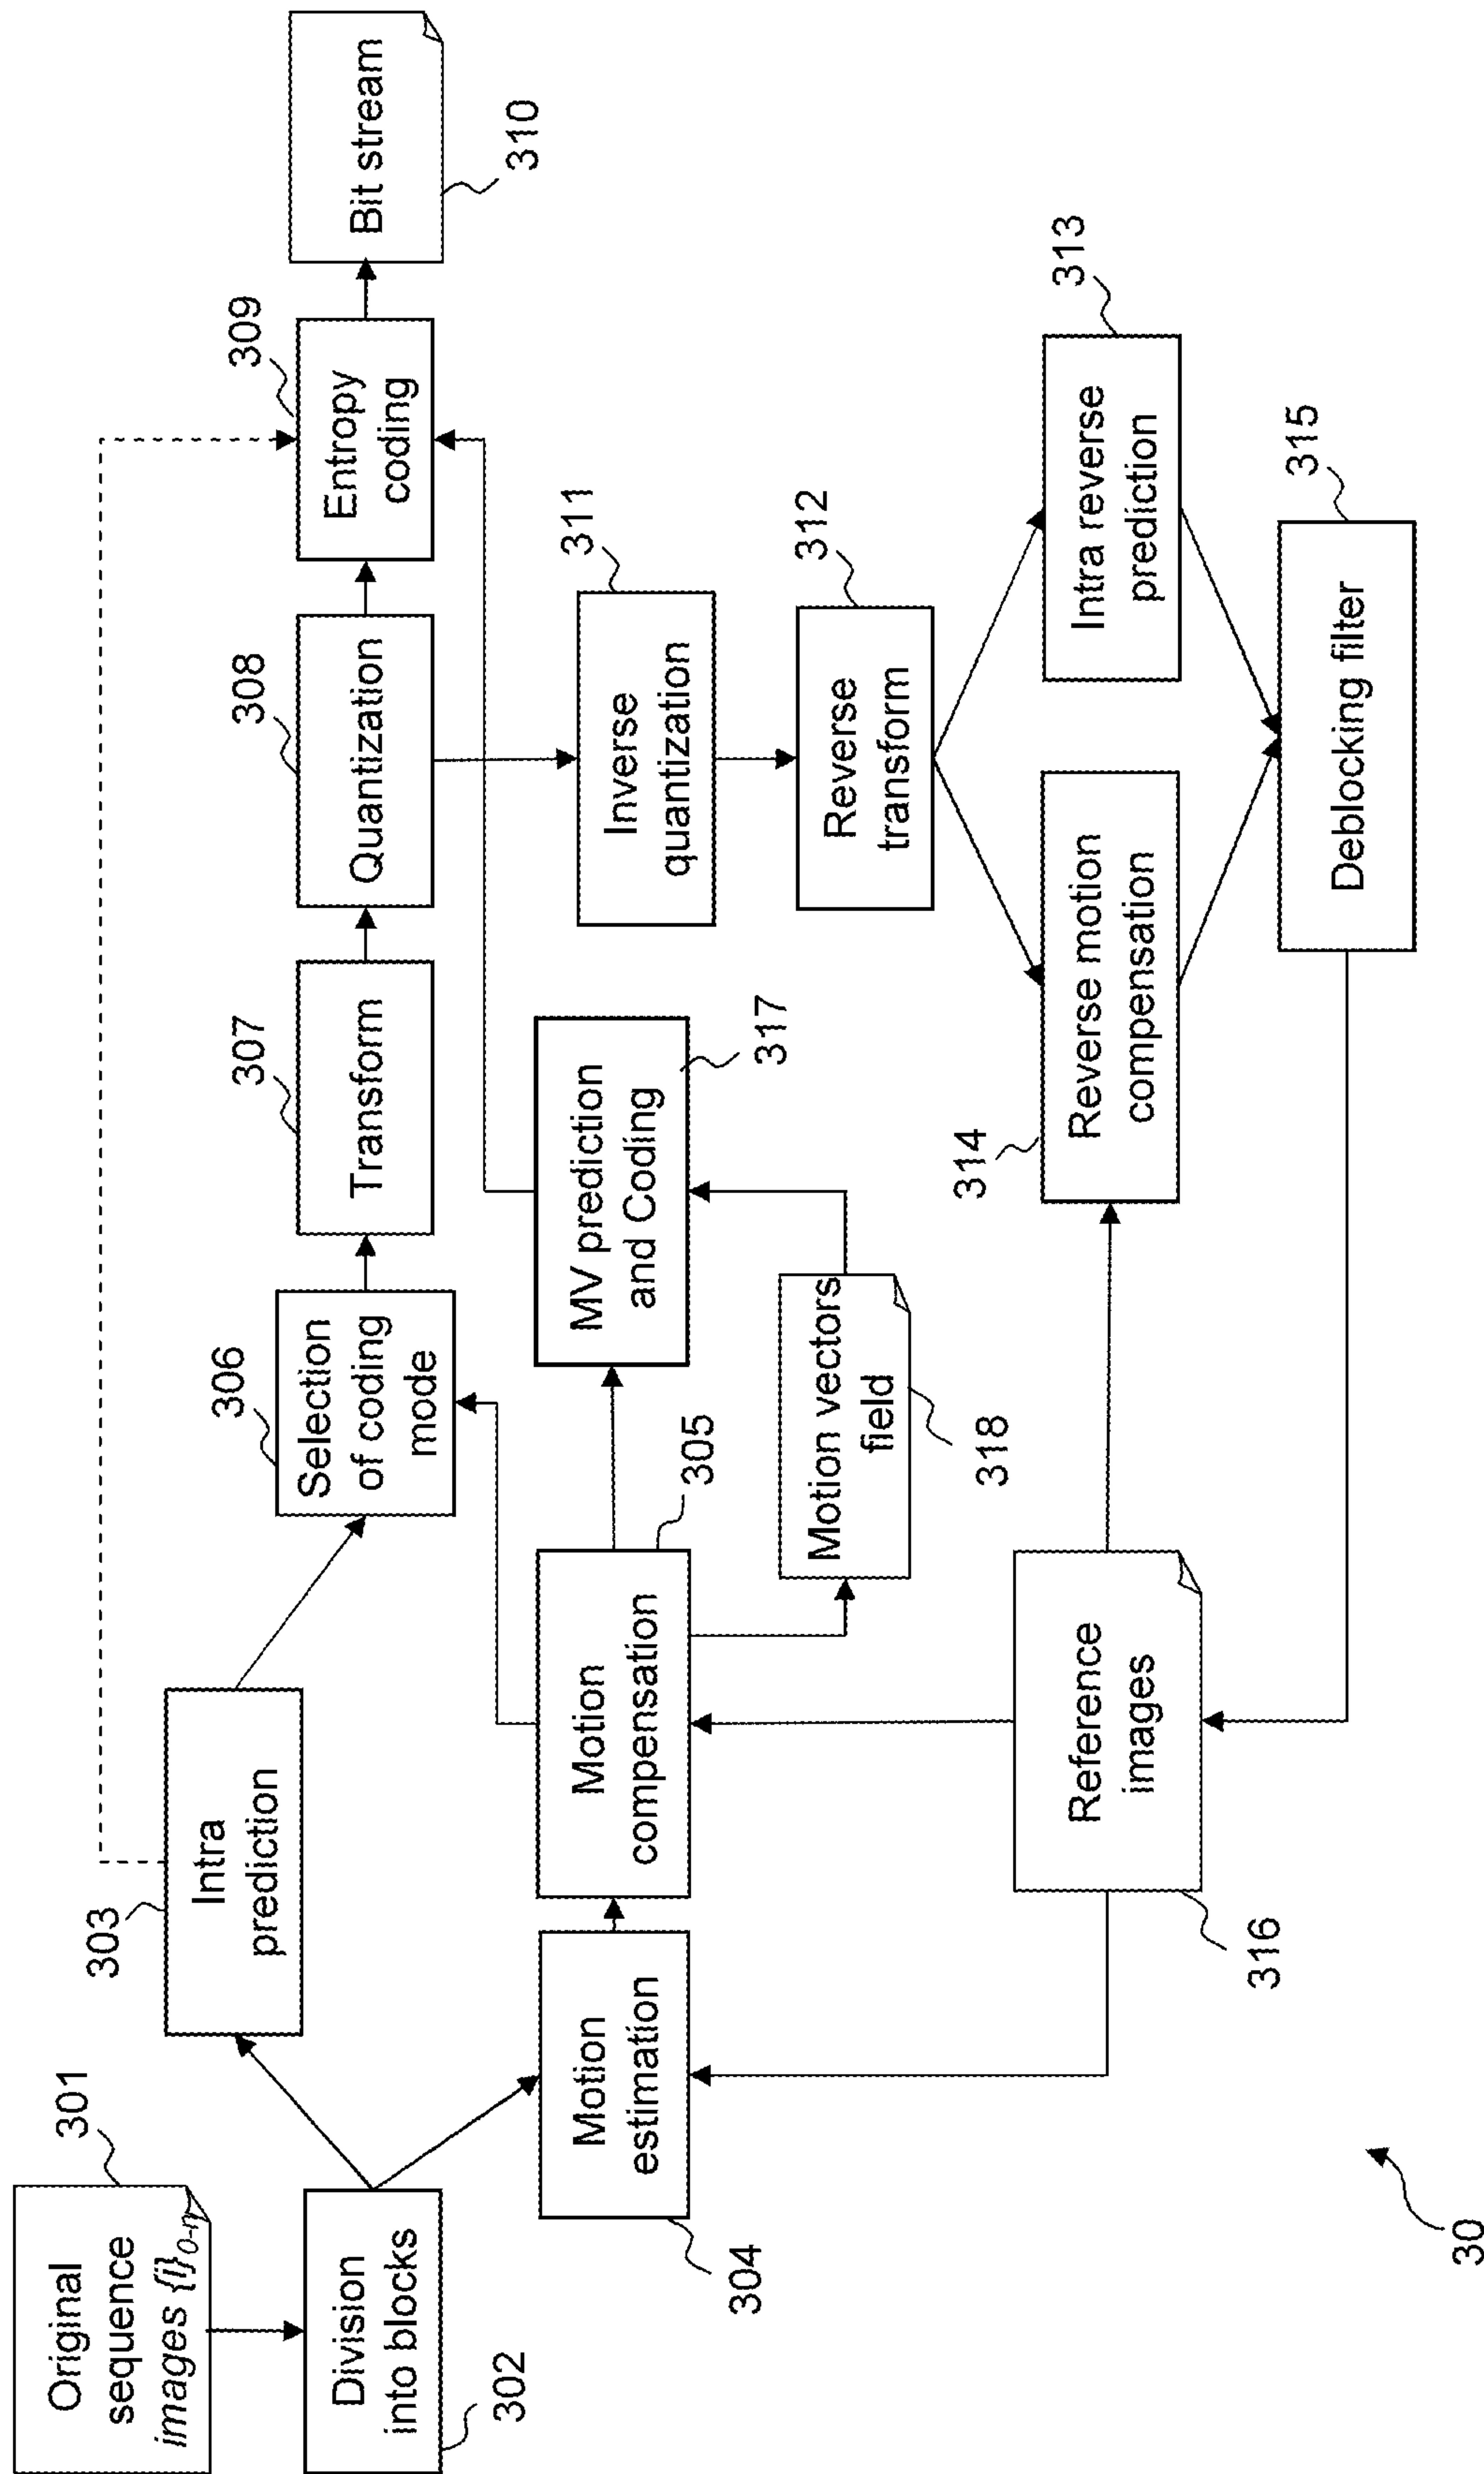 301
Original
sequence
images {i}0-n
Division
into blocks
302
303
Intra
prediction
Motion
estimation
304
Motion
compensation
305
306
Selection
of coding
mode
307
Transform
308
Quantization
309
Entropy
coding
Bit stream
310
MV prediction
and Coding
317
Motion vectors
field
318
311
Inverse
quantization
312
Reverse
transform
313
Intra reverse
prediction
314
Reverse motion
compensation
315
Deblocking filter
Reference
images
316
30